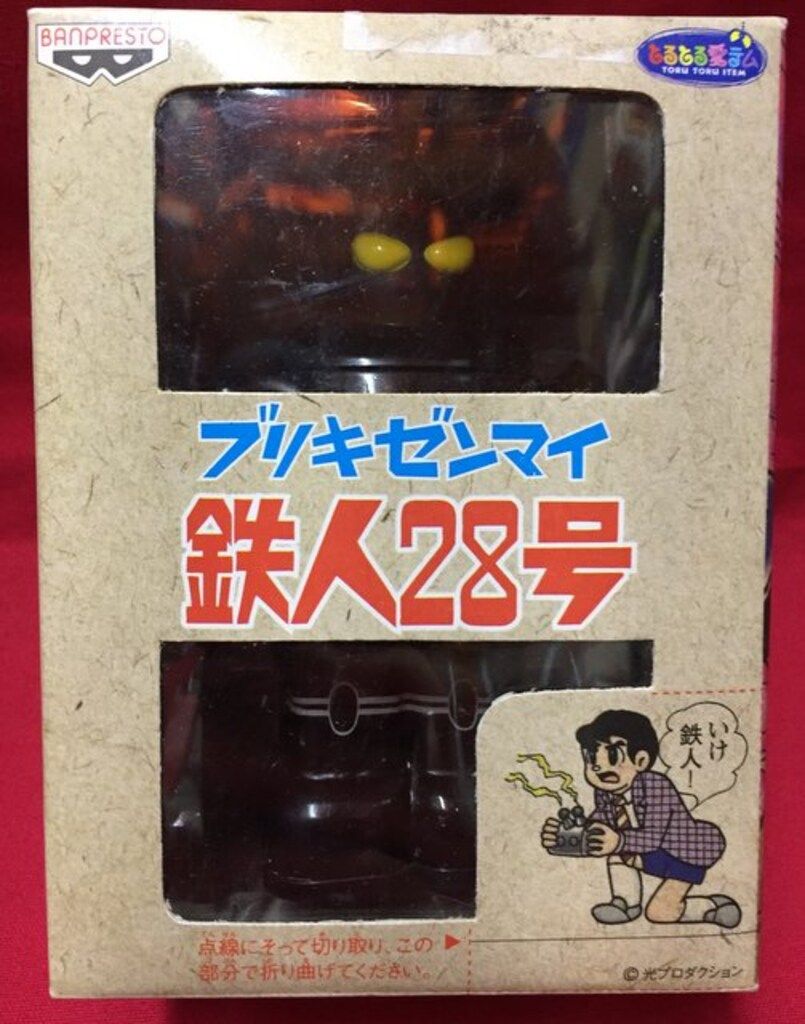 BANPRESTO
とるとる愛テム
TORU TORU ITEM
ブリキゼンマイ
鉄人28号
いけ
鉄人!
点線にそって切り取り、この
部分で折り曲げてください。
©光プロダクション